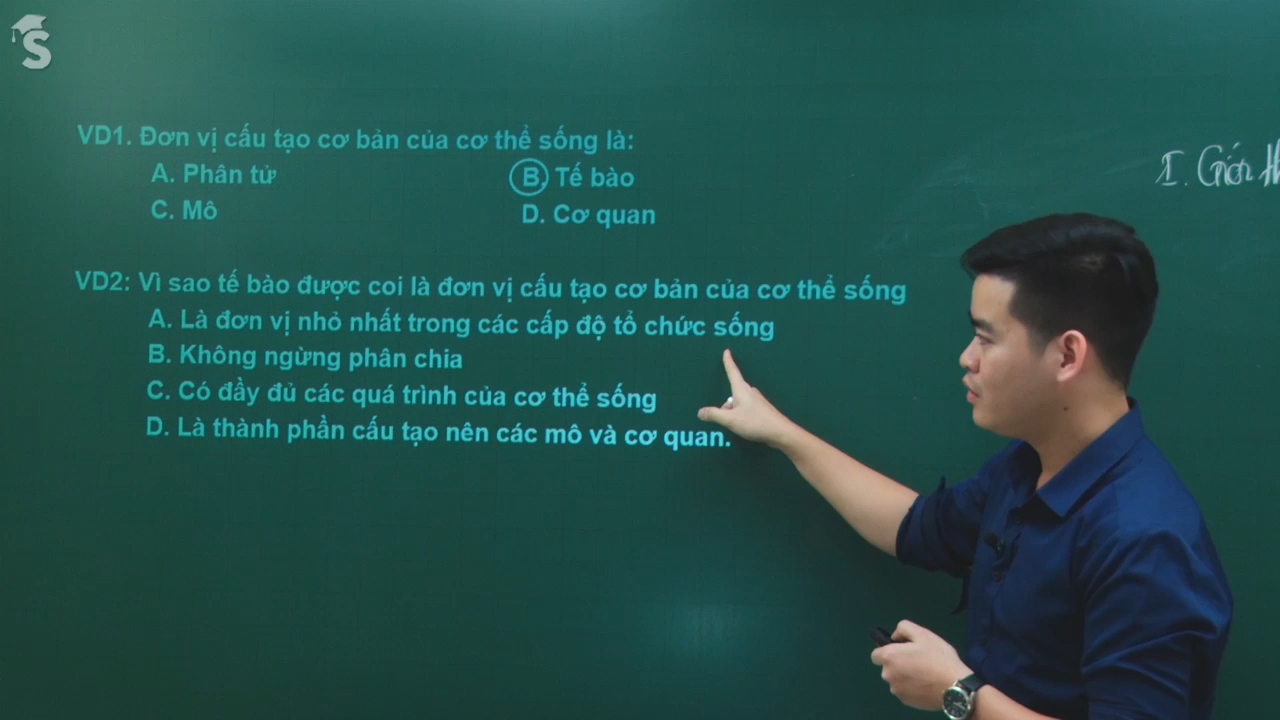 VD1. Đơn vị cấu tạo cơ bản của cơ thể sống là:
A. Phân tử B. Tế bào
C. Mô D. Cơ quan
VD2: Vì sao tế bào được coi là đơn vị cấu tạo cơ bản của cơ thể sống
A. Là đơn vị nhỏ nhất trong các cấp độ tổ chức sống
B. Không ngừng phân chia
C. Có đầy đủ các quá trình của cơ thể sống
D. Là thành phần cấu tạo nên các mô và cơ quan.
I.
S